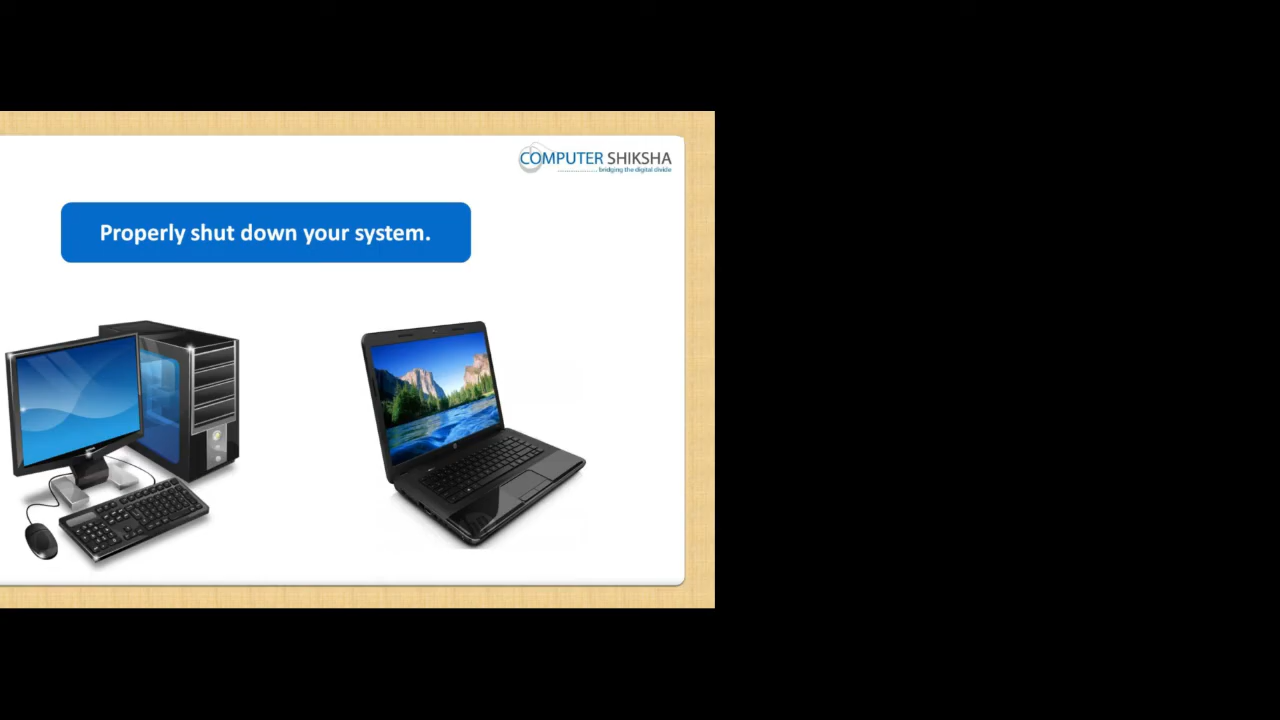 COMPUTER SHIKSHA
bridging the digital divide
Properly shut down your system.